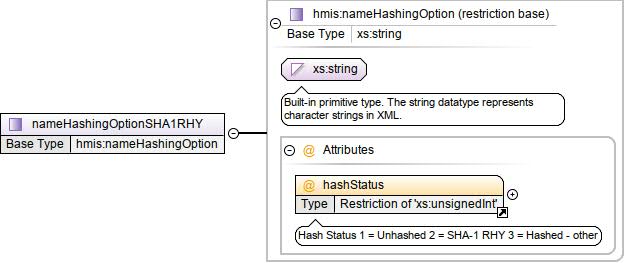 hmis:nameHashingOption (restriction base)
Base Type xs:string
xs:string
Built-in primitive type. The string datatype represents
character strings in XML.
nameHashingOptionSHA1RHY
Base Type hmis:nameHashingOption
@ Attributes
@ hashStatus
Type Restriction of 'xs:unsignedInt'
Hash Status 1 = Unhashed 2 = SHA-1 RHY 3 = Hashed - other